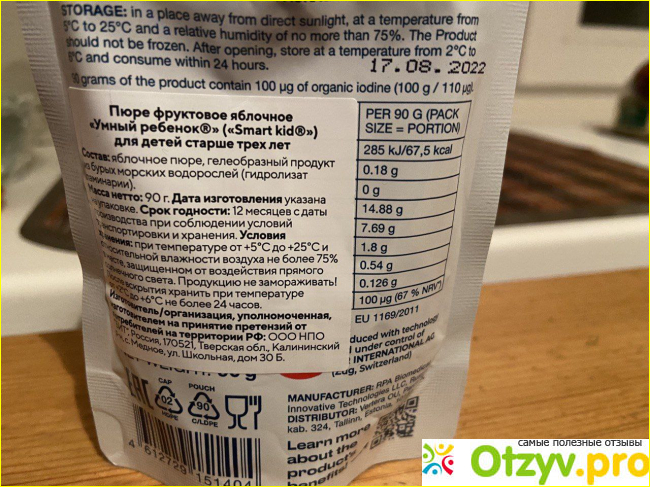 STORAGE: in a place away from direct sunlight, at a temperature from
5°C to 25°C and a relative humidity of no more than 75%. The Product
should not be frozen. After opening, store at a temperature from 2°C to
and consume within 24 hours.
17.08.2022
grams of the product contain 100 µg of organic iodine (100 g / 110 µg)
Пюре фруктовое яблочное
«Умный ребенок®» («Smart kid®»)
для детей старше трех лет
Состав: яблочное пюре, гелеобразный продукт
из бурых морских водорослей (гидролизат
ламинарии).
Масса нетто: 90 г. Дата изготовления указана
на упаковке. Срок годности: 12 месяцев с даты
производства при соблюдении условий
транспортировки и хранения. Условия
хранения: при температуре от +5°С до +25°С и
относительной влажности воздуха не более 75%
месте, защищенном от воздействия прямого
солнечного света. Продукцию не замораживать!
После вскрытия хранить при температуре
до +6°С не более 24 часов.
Изготовитель/организация, уполномоченная,
изготовителем на принятие претензий от
потребителей на территории РФ: ООО НПО
Россия, 170521, Тверская обл., Калининский
с. Медное, ул. Школьная, дом 30 Б.
PER 90 G (PACK
SIZE = PORTION)
285 kJ/67,5 kcal
0.18 g
0 g
14.88 g
7.69 g
1.8 g
0.54 g
0.126 g
100 µg (67 % NRV*)
EU 1169/2011
duced with technology
under control of
INTERNATIONAL AG
(Zug, Switzerland)
EAC
CAP
02
HDPE
POUCH
90
C/LDPE
MANUFACTURER: RPA Biomedical
Innovative Technologies LLC,
DISTRIBUTOR: Vertera OU,
kab. 324, Tallinn, Estonia,
Learn more
about the
product's
benefits!
4 612729 151404
самые полезные отзывы
Otzyv.pro